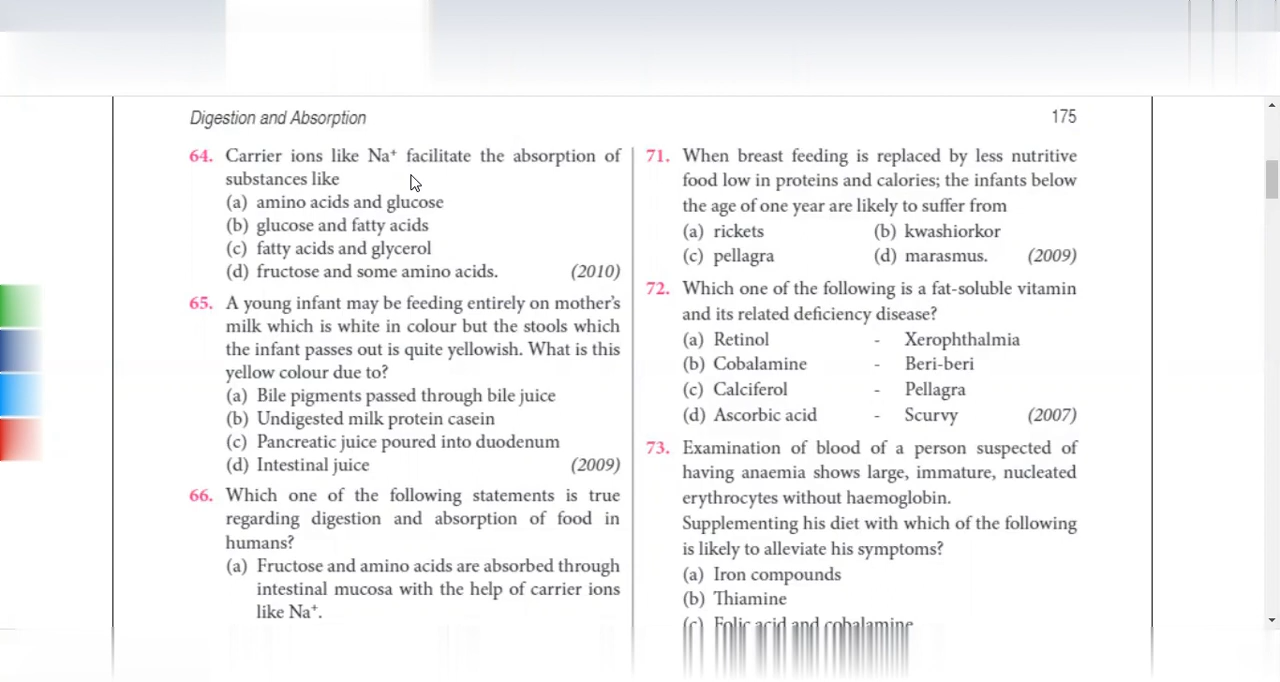 Digestion and Absorption
175
64. Carrier ions like Na⁺ facilitate the absorption of
substances like
(a) amino acids and glucose
(b) glucose and fatty acids
(c) fatty acids and glycerol
(d) fructose and some amino acids. (2010)
65. A young infant may be feeding entirely on mother's
milk which is white in colour but the stools which
the infant passes out is quite yellowish. What is this
yellow colour due to?
(a) Bile pigments passed through bile juice
(b) Undigested milk protein casein
(c) Pancreatic juice poured into duodenum
(d) Intestinal juice (2009)
66. Which one of the following statements is true
regarding digestion and absorption of food in
humans?
(a) Fructose and amino acids are absorbed through
intestinal mucosa with the help of carrier ions
like Na⁺.
71. When breast feeding is replaced by less nutritive
food low in proteins and calories; the infants below
the age of one year are likely to suffer from
(a) rickets (b) kwashiorkor
(c) pellagra (d) marasmus. (2009)
72. Which one of the following is a fat-soluble vitamin
and its related deficiency disease?
(a) Retinol - Xerophthalmia
(b) Cobalamine - Beri-beri
(c) Calciferol - Pellagra
(d) Ascorbic acid - Scurvy (2007)
73. Examination of blood of a person suspected of
having anaemia shows large, immature, nucleated
erythrocytes without haemoglobin.
Supplementing his diet with which of the following
is likely to alleviate his symptoms?
(a) Iron compounds
(b) Thiamine
(c) Folic acid and cobalamine